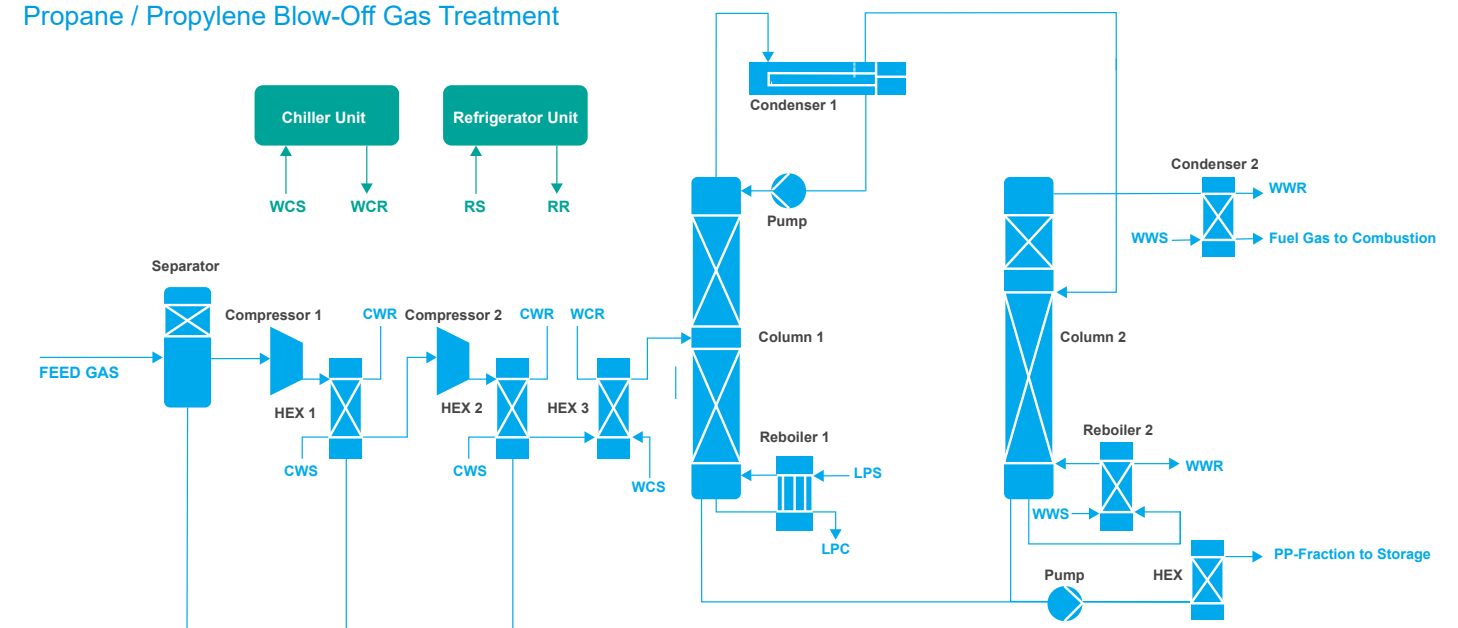 Propane / Propylene Blow-Off Gas Treatment
Condenser 1
Chiller Unit
Refrigerator Unit
WCS
WCR
RS
RR
Pump
Condenser 2
WWR
WWS
Fuel Gas to Combustion
Separator
Compressor 1
CWR
Compressor 2
CWR
WCR
Column 1
Column 2
FEED GAS
HEX 1
HEX 2
HEX 3
CWS
CWS
WCS
Reboiler 1
LPS
LPC
Reboiler 2
WWR
WWS
Pump
HEX
PP-Fraction to Storage